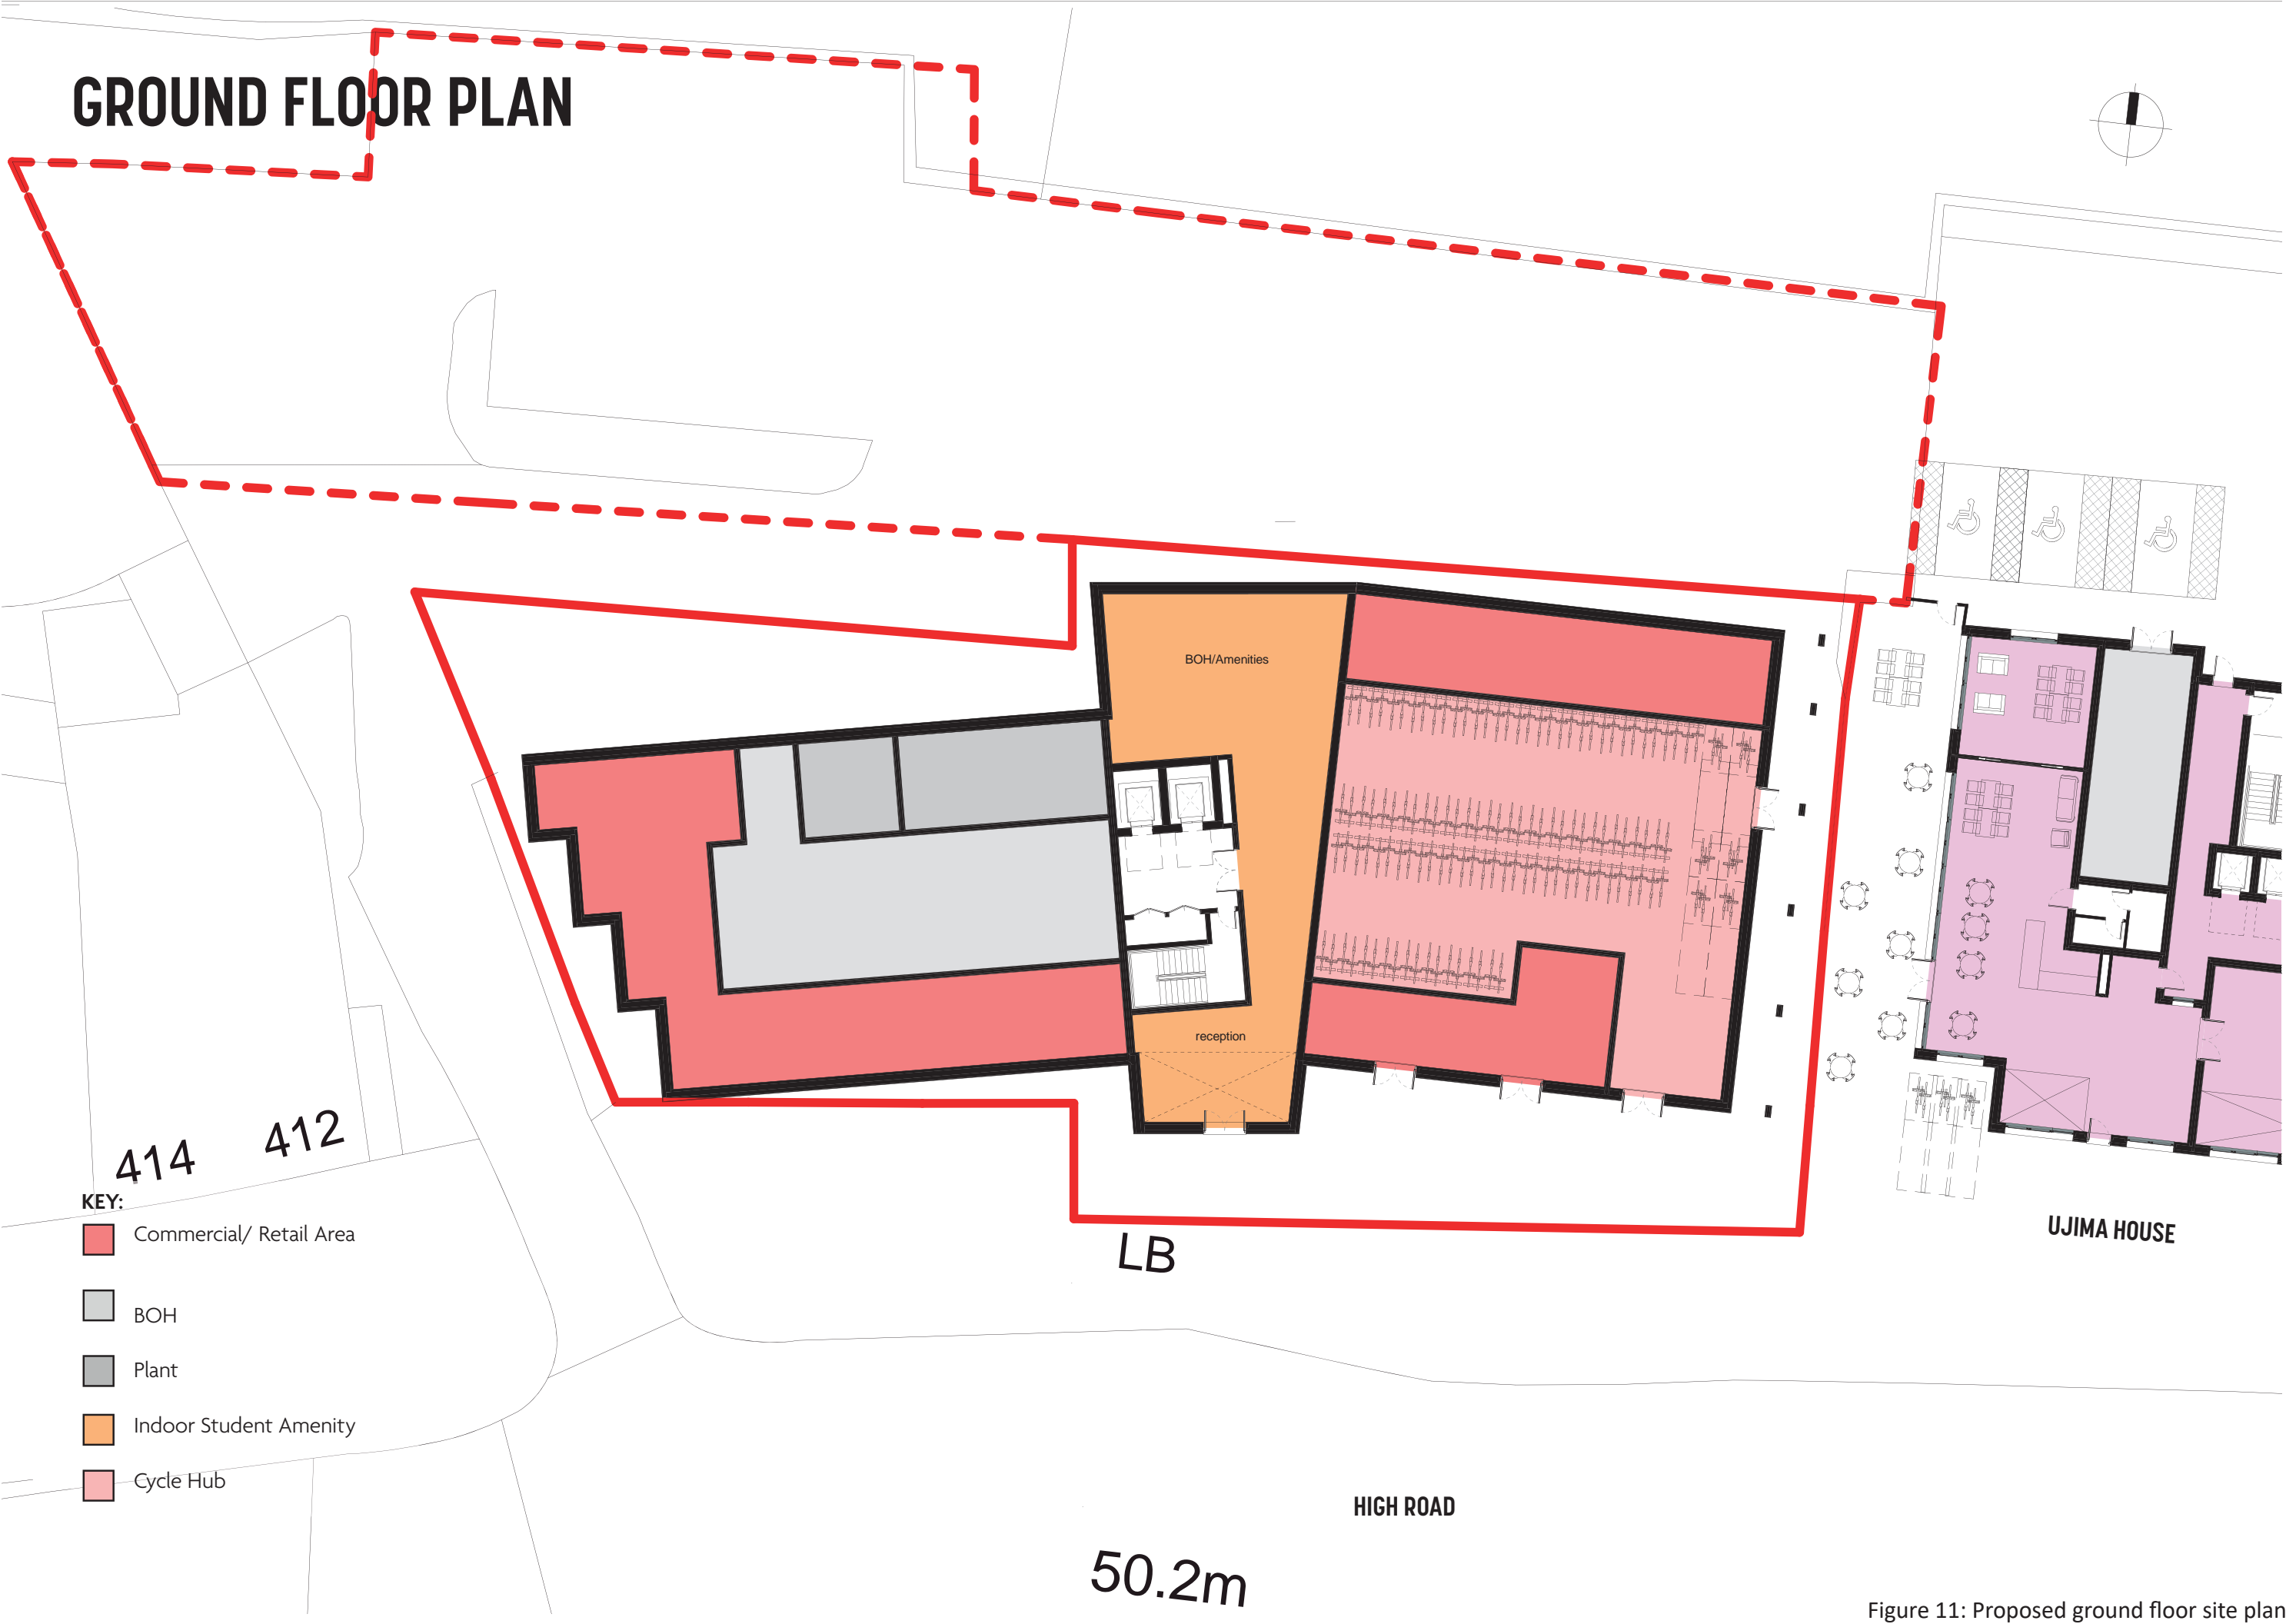 GROUND FLOOR PLAN
BOH/Amenities
reception
414
412
KEY:
Commercial/ Retail Area
BOH
Plant
Indoor Student Amenity
Cycle Hub
LB
UJIMA HOUSE
HIGH ROAD
50.2m
Figure 11: Proposed ground floor site plan